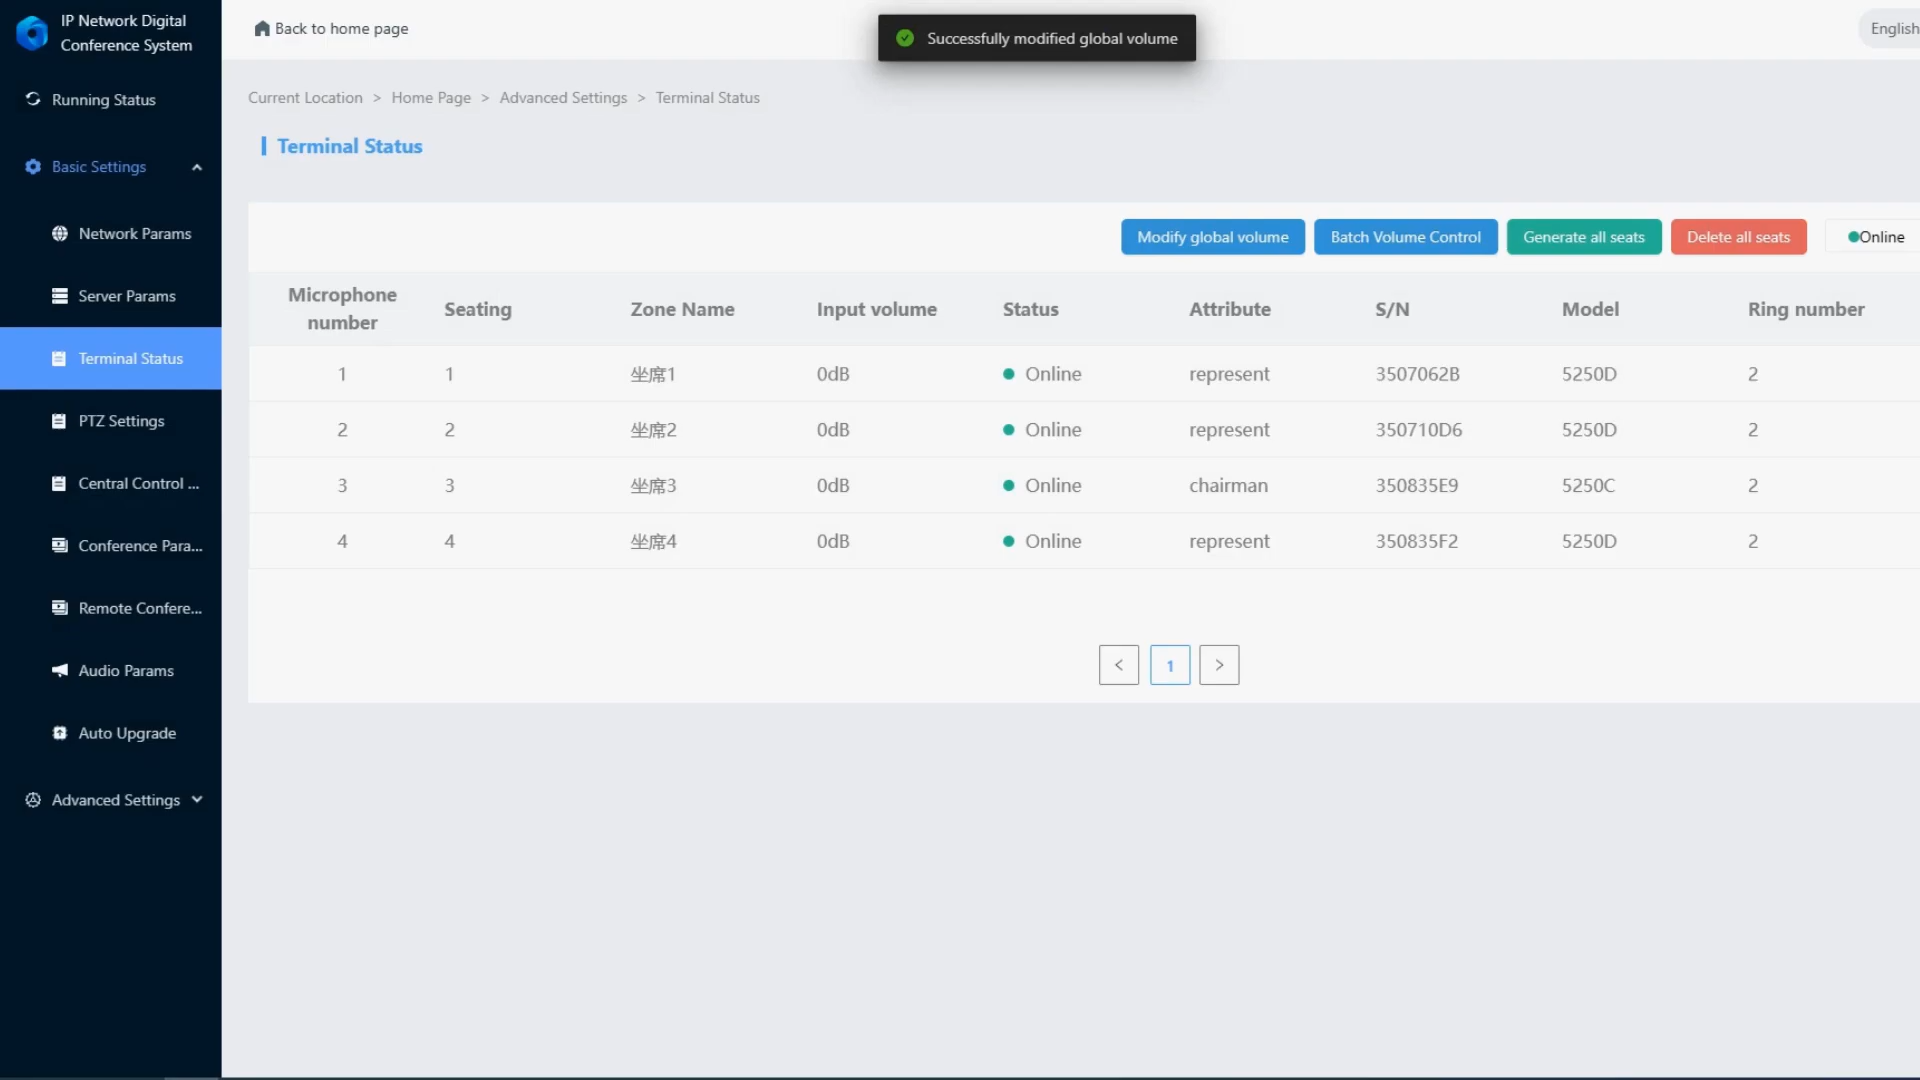 IP Network Digital
Conference System
Back to home page
Successfully modified global volume
English
Running Status
Current Location > Home Page > Advanced Settings > Terminal Status
Terminal Status
Basic Settings
Network Params
Server Params
Terminal Status
PTZ Settings
Central Control ...
Conference Para...
Remote Confere...
Audio Params
Auto Upgrade
Advanced Settings
Modify global volume Batch Volume Control Generate all seats Delete all seats Online
Microphone number Seating Zone Name Input volume Status Attribute S/N Model Ring number
1 1 坐席1 0dB Online represent 3507062B 5250D 2
2 2 坐席2 0dB Online represent 350710D6 5250D 2
3 3 坐席3 0dB Online chairman 350835E9 5250C 2
4 4 坐席4 0dB Online represent 350835F2 5250D 2
< 1 >